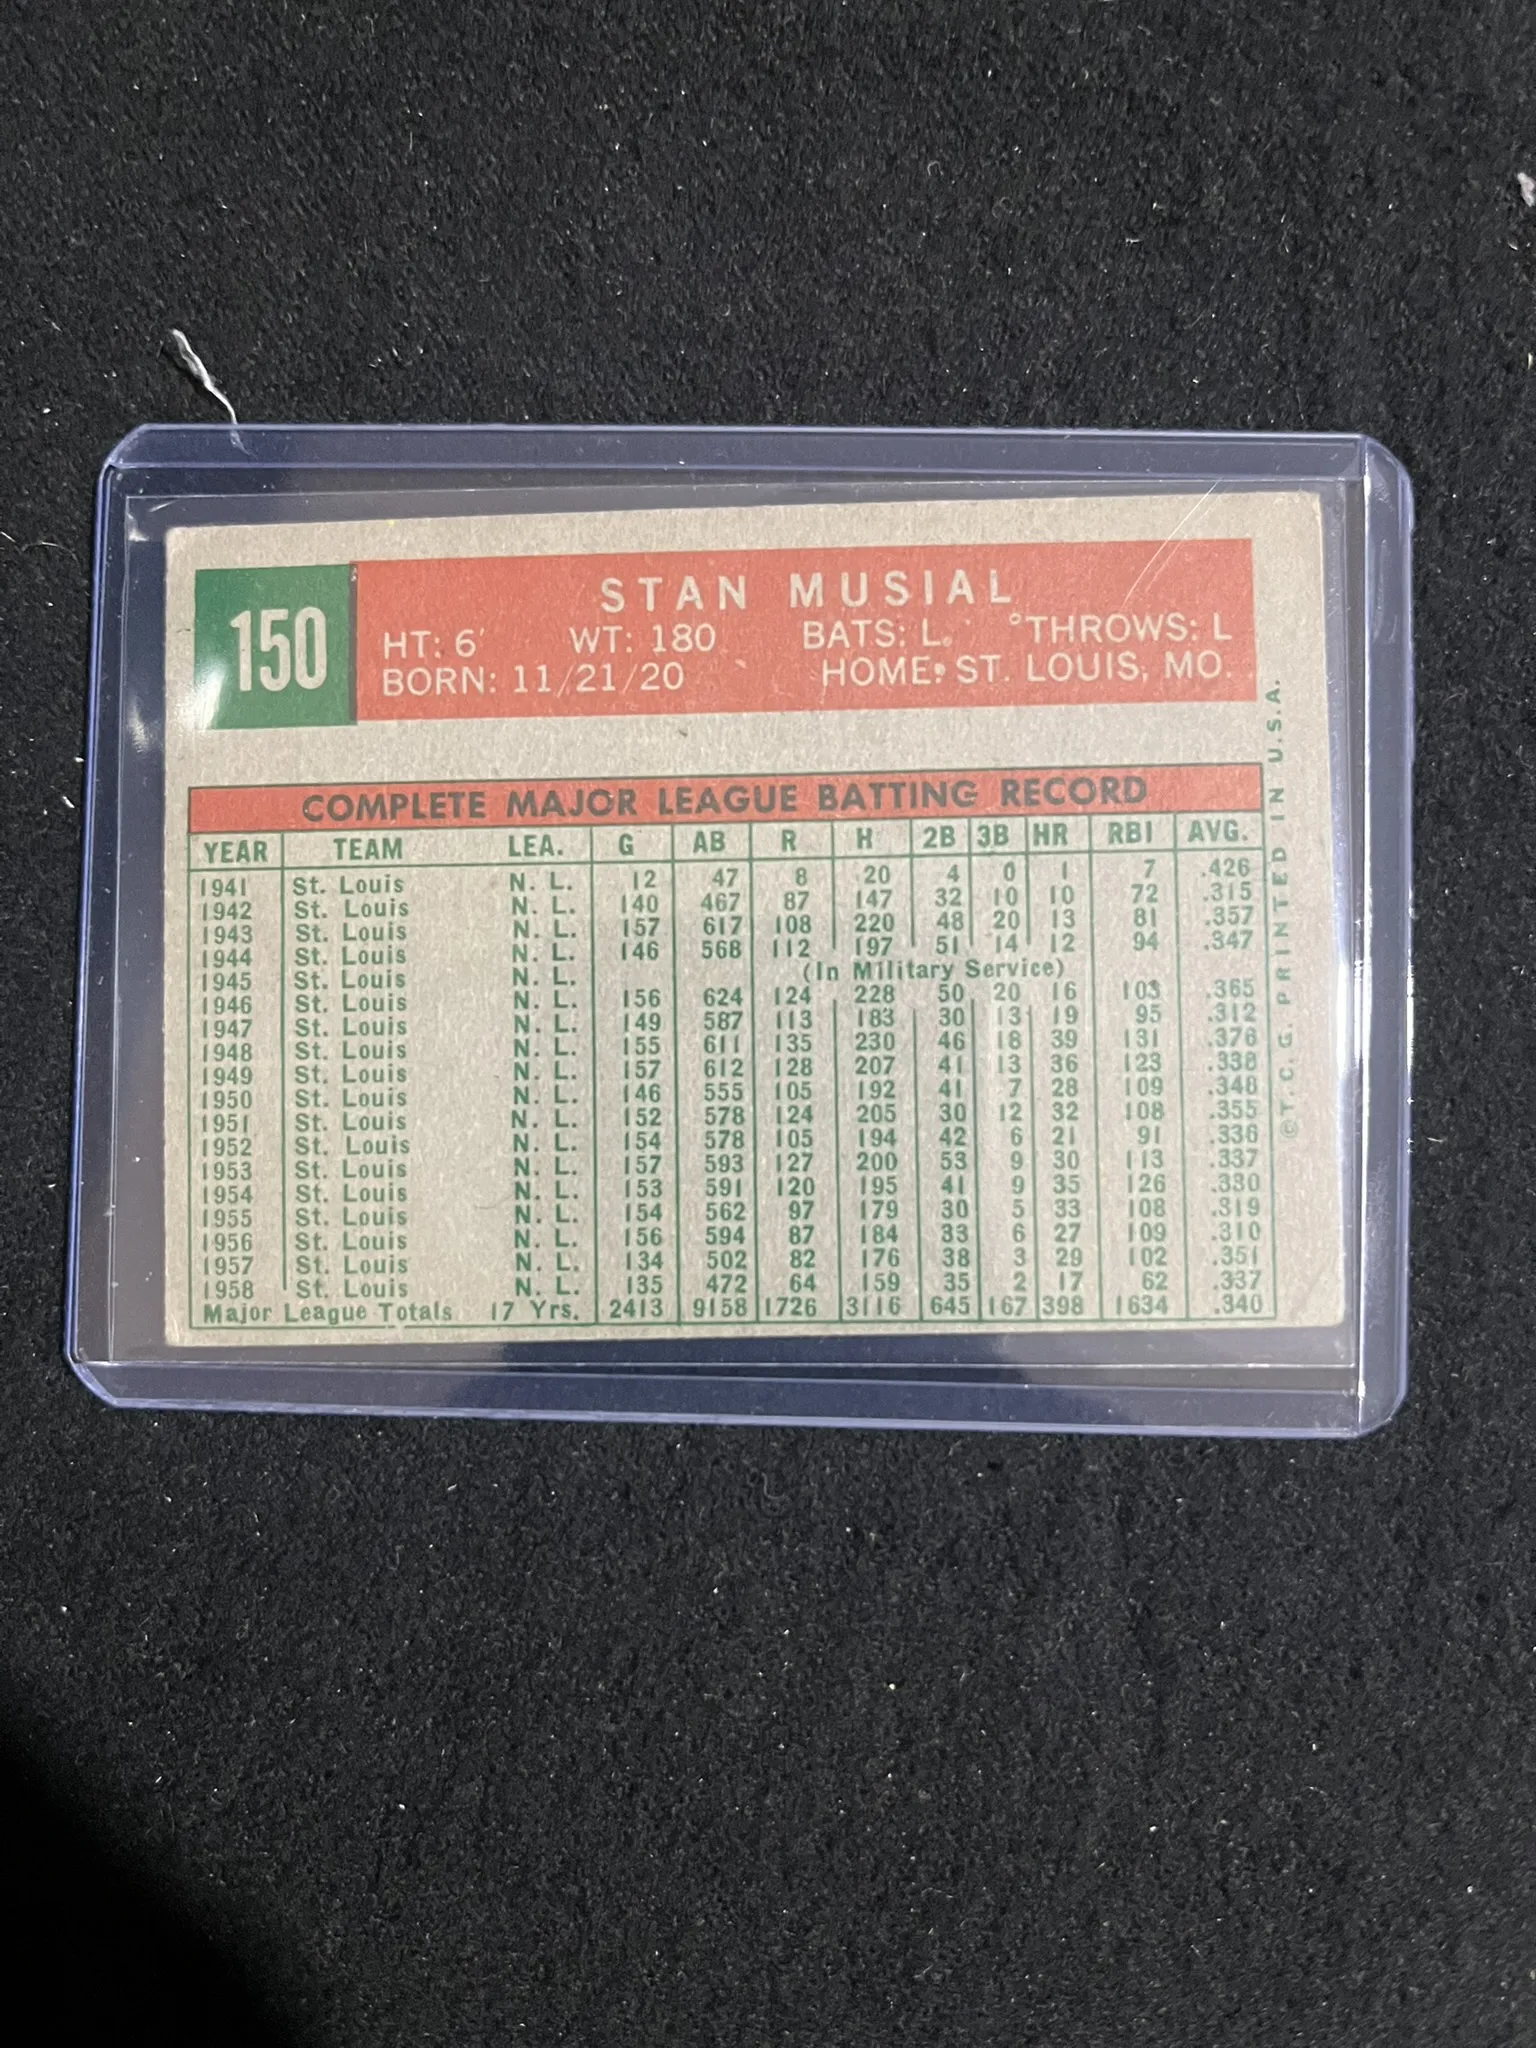 150
STAN MUSIAL
HT: 6' WT: 180 BATS: L. THROWS: L
BORN: 11/21/20 HOME: ST. LOUIS, MO.
COMPLETE MAJOR LEAGUE BATTING RECORD
YEAR TEAM LEA. G AB R H 2B 3B HR RBI AVG.
1941 St. Louis N. L. 12 47 8 20 4 0 1 7 .426
1942 St. Louis N. L. 140 467 87 147 32 10 10 72 .315
1943 St. Louis N. L. 157 617 108 220 48 20 13 81 .357
1944 St. Louis N. L. 146 568 112 197 51 14 12 94 .347
1945 St. Louis N. L. (In Military Service)
1946 St. Louis N. L. 156 624 124 228 50 20 16 103 .365
1947 St. Louis N. L. 149 587 113 183 30 13 19 95 .312
1948 St. Louis N. L. 155 611 135 230 46 18 39 131 .376
1949 St. Louis N. L. 157 612 128 207 41 13 36 123 .338
1950 St. Louis N. L. 146 555 105 192 41 7 28 109 .346
1951 St. Louis N. L. 152 578 124 205 30 12 32 108 .355
1952 St. Louis N. L. 154 578 105 194 42 6 21 91 .336
1953 St. Louis N. L. 157 593 127 200 53 9 30 113 .337
1954 St. Louis N. L. 153 591 120 195 41 9 35 126 .330
1955 St. Louis N. L. 154 562 97 179 30 5 33 108 .319
1956 St. Louis N. L. 156 594 87 184 33 6 27 109 .310
1957 St. Louis N. L. 134 502 82 176 38 3 29 102 .351
1958 St. Louis N. L. 135 472 64 159 35 2 17 62 .337
Major League Totals 17 Yrs. 2413 9158 1726 3116 645 167 398 1634 .340
©T. C. G. PRINTED IN U.S.A.